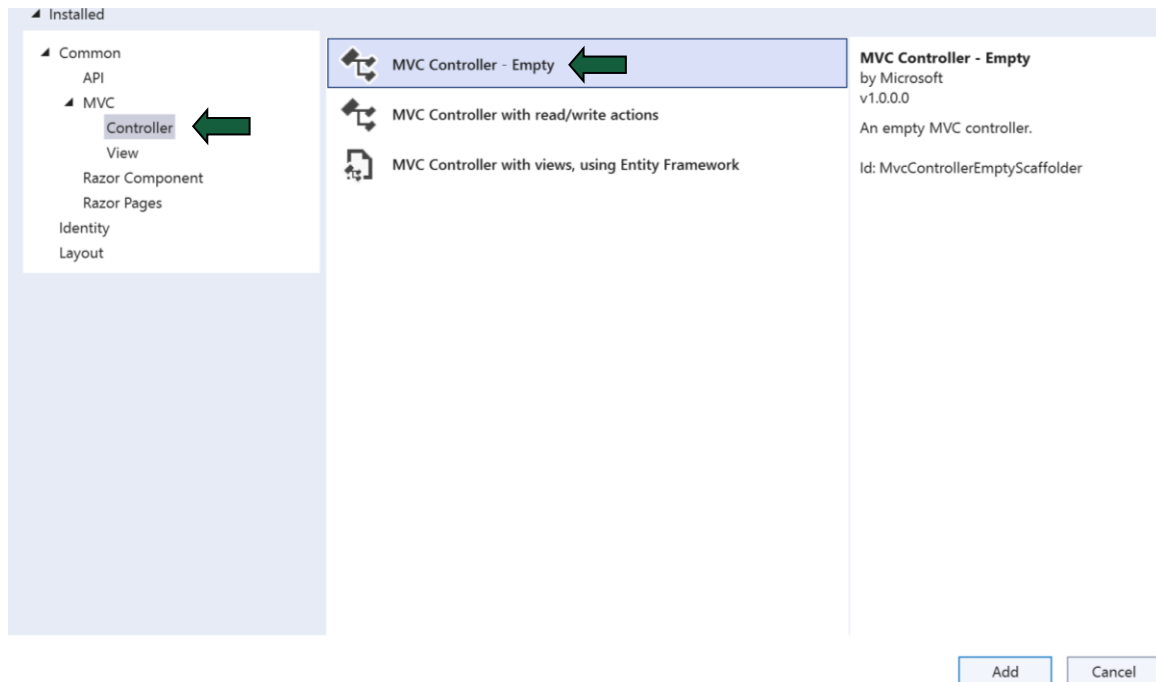 Installed
Common
API
MVC
Controller
View
Razor Component
Razor Pages
Identity
Layout
MVC Controller - Empty
MVC Controller with read/write actions
MVC Controller with views, using Entity Framework
MVC Controller - Empty
by Microsoft
v1.0.0.0
An empty MVC controller.
Id: MvcControllerEmptyScaffolder
Add
Cancel